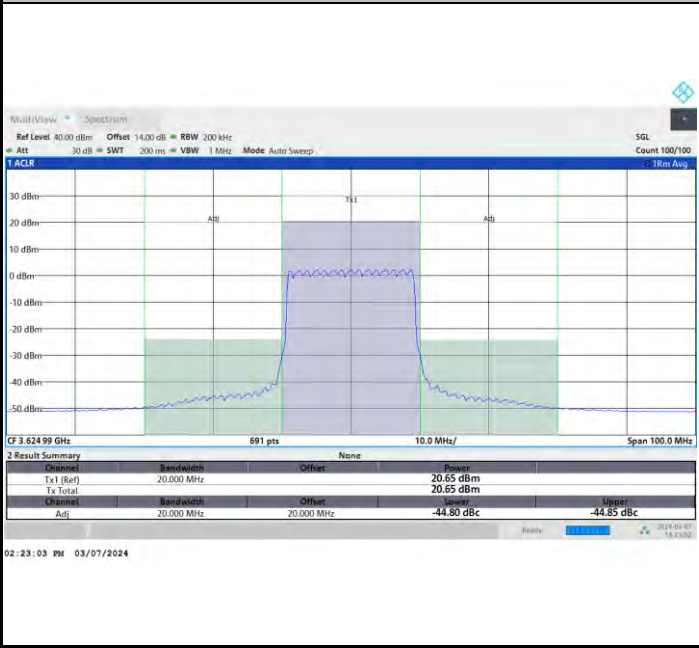 MultiView Spectrum
Ref Level 40.00 dBm Offset 14.00 dB RBW 200 kHz SGL
Att 30 dB SWT 200 ms VBW 1 MHz Mode Auto Sweep Count 100/100
1 ACLR 1Rm Avg
30 dBm
Tx1
20 dBm Adj Adj
10 dBm
0 dBm
-10 dBm
-20 dBm
-30 dBm
-40 dBm
-50 dBm
CF 3.624 99 GHz 691 pts 10.0 MHz/ Span 100.0 MHz
2 Result Summary None
Channel Bandwidth Offset Power
Tx1 (Ref) 20.000 MHz 20.65 dBm
Tx Total 20.65 dBm
Channel Bandwidth Offset Lower Upper
Adj 20.000 MHz 20.000 MHz -44.80 dBc -44.85 dBc
Ready
02:23:03 PM 03/07/2024